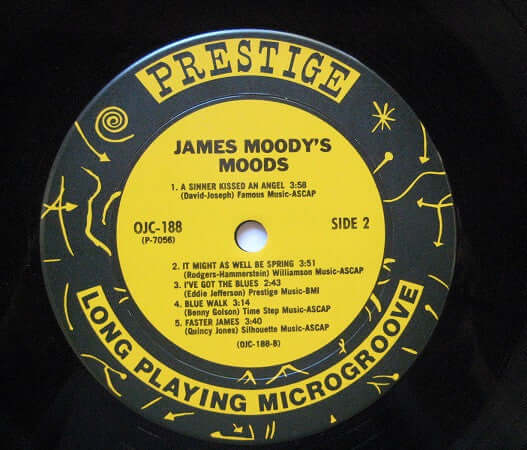 PRESTIGE
JAMES MOODY'S
MOODS
1. A SINNER KISSED AN ANGEL 3:58
(David-Joseph) Famous Music-ASCAP
OJC-188
(P-7056)
SIDE 2
2. IT MIGHT AS WELL BE SPRING 3:51
(Rodgers-Hammerstein) Williamson Music-ASCAP
3. I'VE GOT THE BLUES 2:43
(Eddie Jefferson) Prestige Music-BMI
4. BLUE WALK 3:14
(Benny Golson) Time Step Music-ASCAP
5. FASTER JAMES 3:40
(Quincy Jones) Silhouette Music-ASCAP
(OJC-188-B)
LONG PLAYING MICROGROOVE